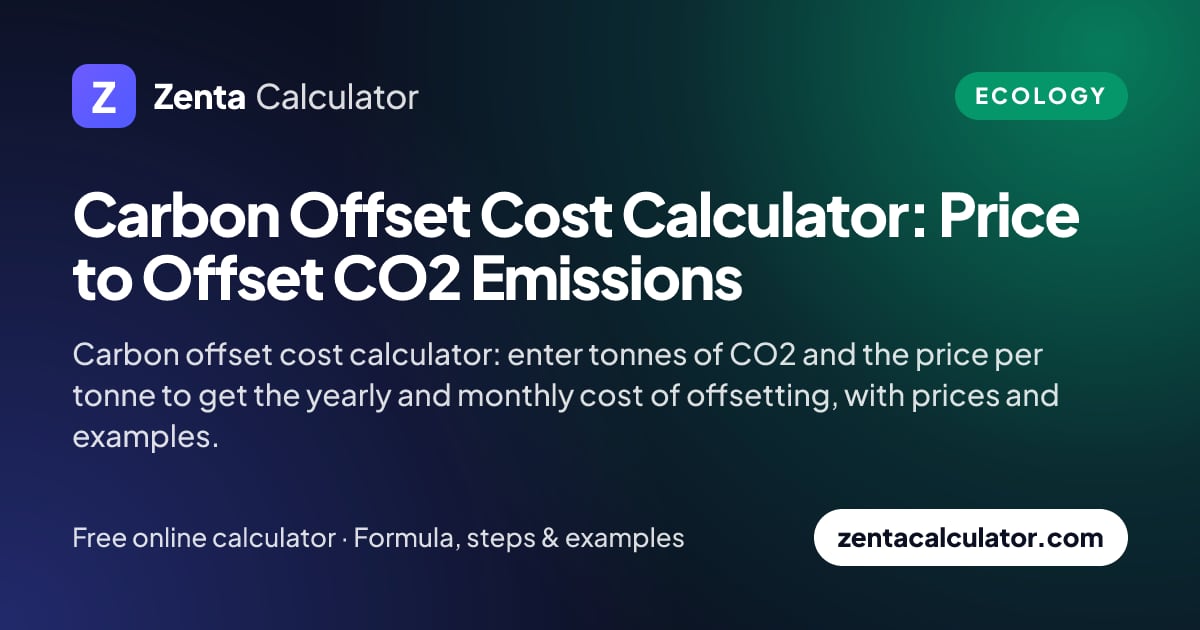 Z
Zenta Calculator
ECOLOGY
Carbon Offset Cost Calculator: Price
to Offset CO2 Emissions
Carbon offset cost calculator: enter tonnes of CO2 and the price per
tonne to get the yearly and monthly cost of offsetting, with prices and
examples.
Free online calculator · Formula, steps & examples
zentacalculator.com